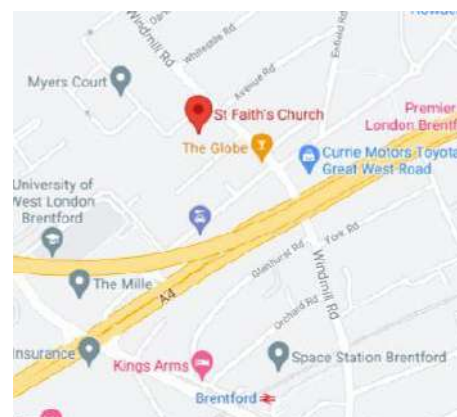 Windmill Rd
Whitestile Rd
Enfield Rd
Myers Court
Avenue Rd
St Faith's Church
Premier
London Brentf
The Globe
Currie Motors Toyota
Great West Road
University of
West London
Brentford
The Mille
Glenhurst Rd
York Rd
Windmill Rd
A4
Orchard Rd
Insurance
Kings Arms
Space Station Brentford
Brentford